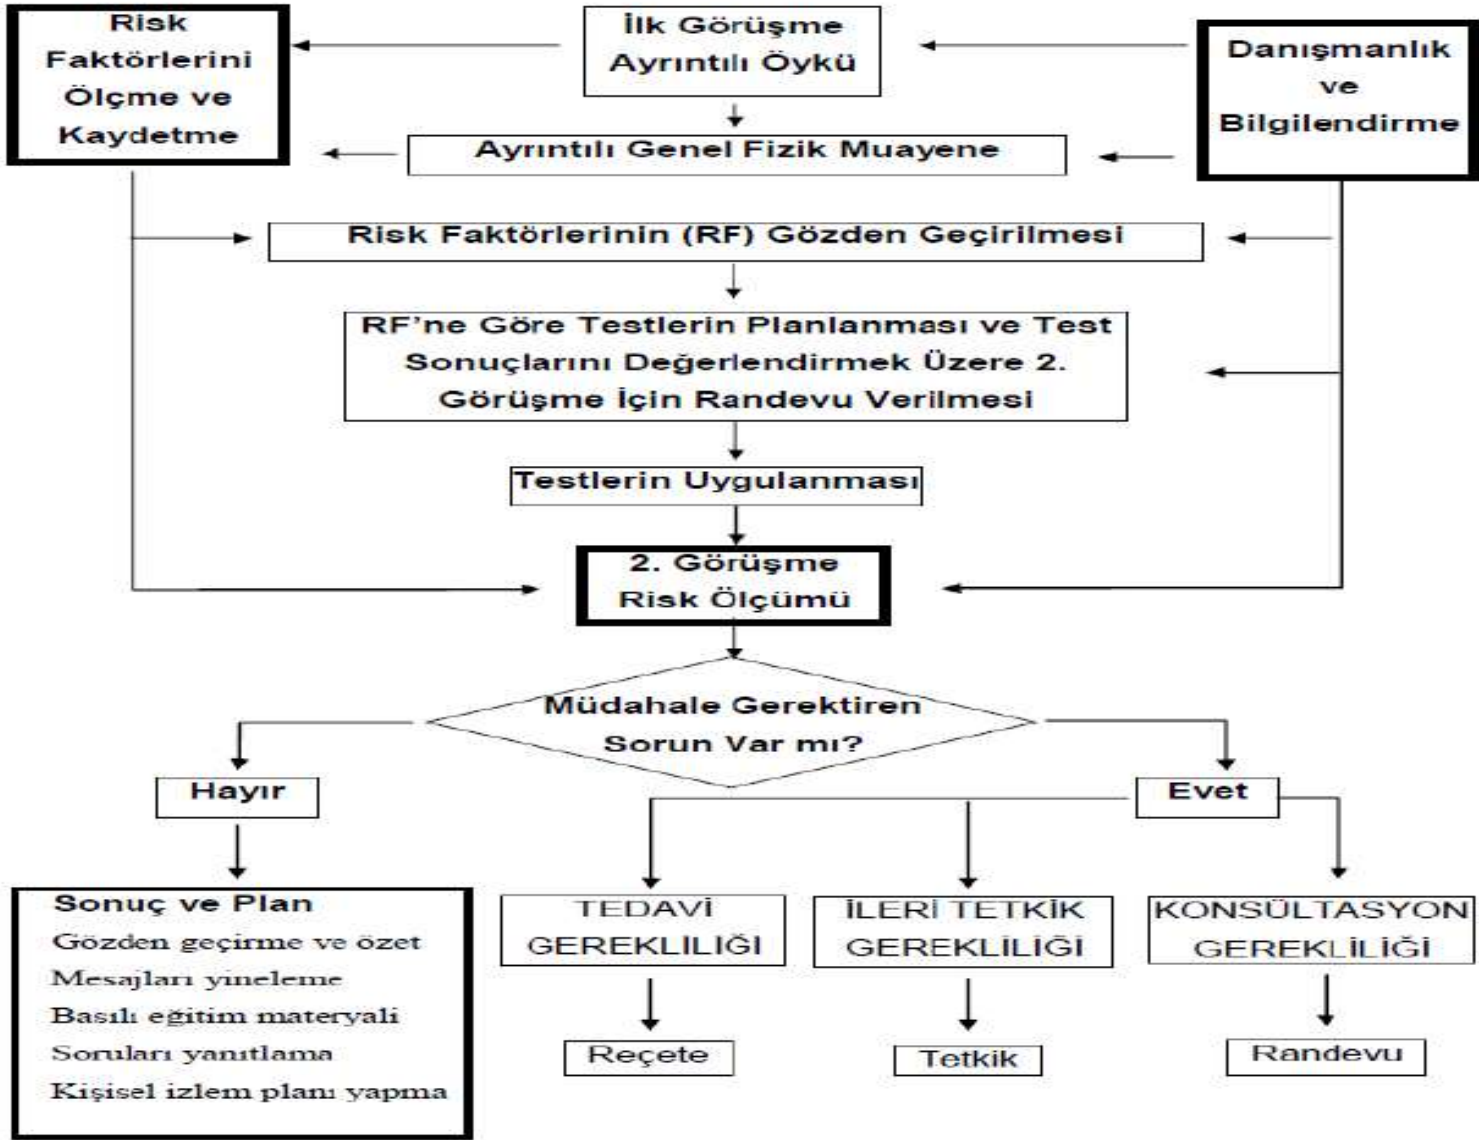 Risk
Faktörlerini
Ölçme ve
Kaydetme
İlk Görüşme
Ayrıntılı Öykü
Danışmanlık
ve
Bilgilendirme
Ayrıntılı Genel Fizik Muayene
Risk Faktörlerinin (RF) Gözden Geçirilmesi
RF'ne Göre Testlerin Planlanması ve Test
Sonuçlarını Değerlendirmek Üzere 2.
Görüşme İçin Randevu Verilmesi
Testlerin Uygulanması
2. Görüşme
Risk Ölçümü
Müdahale Gerektiren
Sorun Var mı?
Hayır
Evet
Sonuç ve Plan
Gözden geçirme ve özet
Mesajları yineleme
Basılı eğitim materyali
Soruları yanıtlama
Kişisel izlem planı yapma
TEDAVİ
GEREKLİLİĞİ
İLERİ TETKİK
GEREKLİLİĞİ
KONSÜLTASYON
GEREKLİLİĞİ
Reçete
Tetkik
Randevu